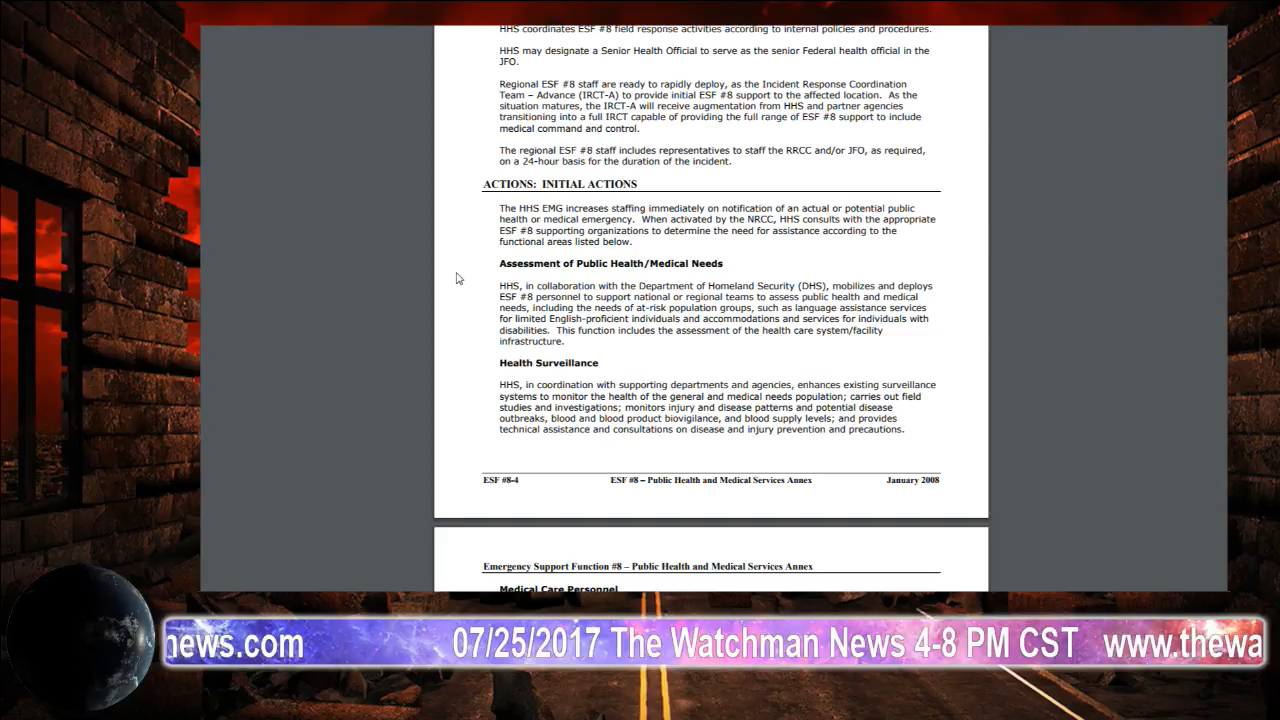 HHS coordinates ESF #8 field response activities according to internal policies and procedures.
HHS may designate a Senior Health Official to serve as the senior Federal health official in the
JFO.
Regional ESF #8 staff are ready to rapidly deploy, as the Incident Response Coordination
Team – Advance (IRCT-A) to provide initial ESF #8 support to the affected location.  As the
situation matures, the IRCT-A will receive augmentation from HHS and partner agencies
transitioning into a full IRCT capable of providing the full range of ESF #8 support to include
medical command and control.
The regional ESF #8 staff includes representatives to staff the RRCC and/or JFO, as required,
on a 24-hour basis for the duration of the incident.
ACTIONS:  INITIAL ACTIONS
The HHS EMG increases staffing immediately on notification of an actual or potential public
health or medical emergency.  When activated by the NRCC, HHS consults with the appropriate
ESF #8 supporting organizations to determine the need for assistance according to the
functional areas listed below.
Assessment of Public Health/Medical Needs
HHS, in collaboration with the Department of Homeland Security (DHS), mobilizes and deploys
ESF #8 personnel to support national or regional teams to assess public health and medical
needs, including the needs of at-risk population groups, such as language assistance services
for limited English-proficient individuals and accommodations and services for individuals with
disabilities.  This function includes the assessment of the health care system/facility
infrastructure.
Health Surveillance
HHS, in coordination with supporting departments and agencies, enhances existing surveillance
systems to monitor the health of the general and medical needs population; carries out field
studies and investigations; monitors injury and disease patterns and potential disease
outbreaks, blood and blood product biovigilance, and blood supply levels; and provides
technical assistance and consultations on disease and injury prevention and precautions.
ESF #8-4 ESF #8 – Public Health and Medical Services Annex January 2008
Emergency Support Function #8 – Public Health and Medical Services Annex
Medical Care Personnel
news.com 07/25/2017 The Watchman News 4-8 PM CST www.thewa